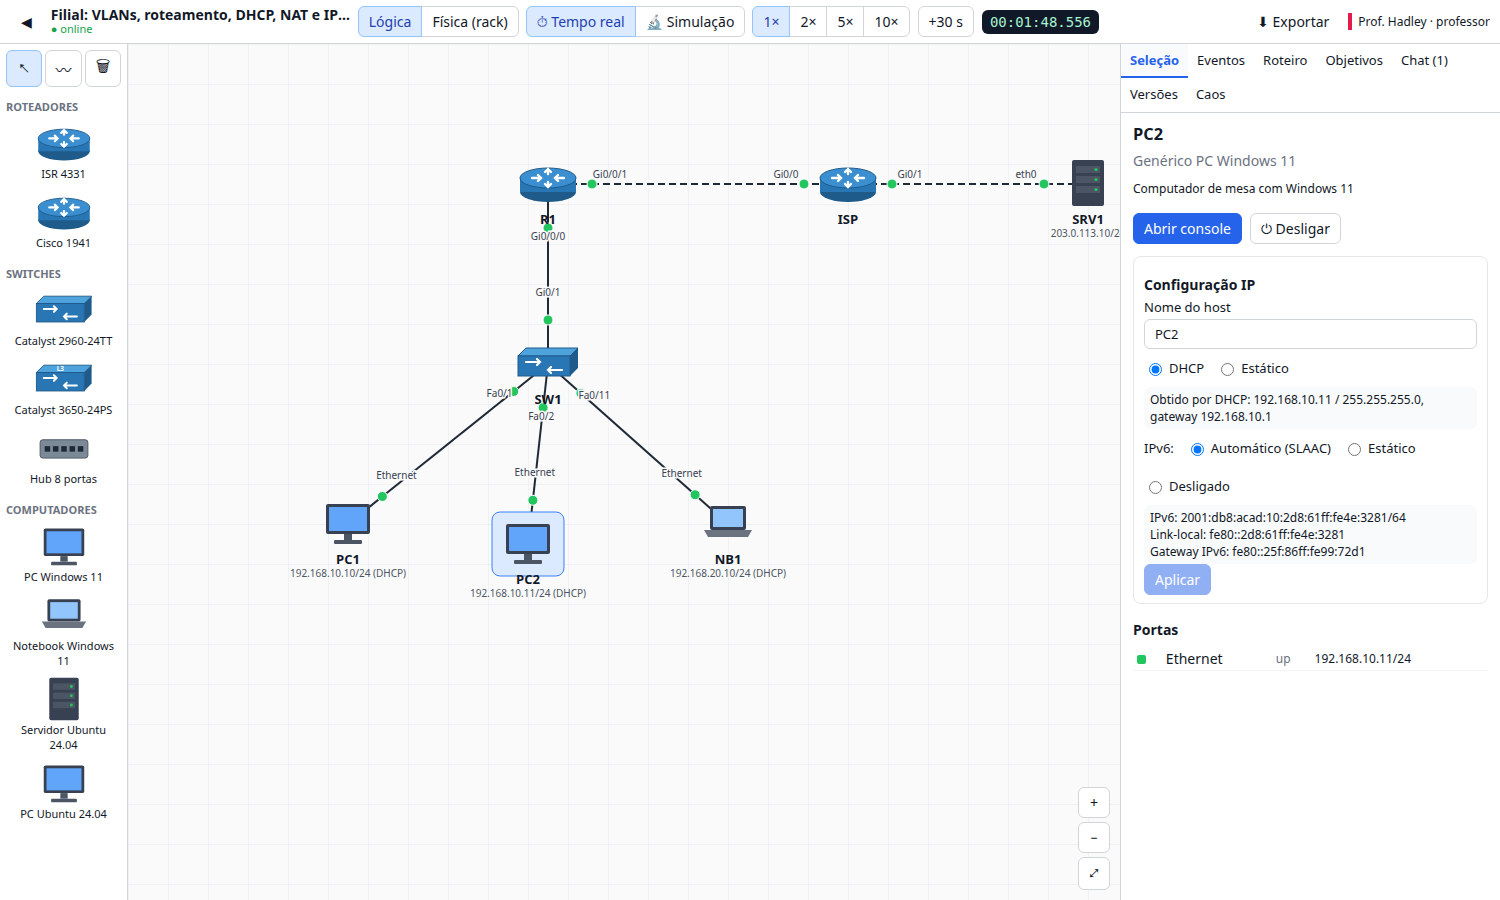 ◀ Filial: VLANs, roteamento, DHCP, NAT e IP...
● online
Lógica Física (rack) ⏱ Tempo real 🔬 Simulação 1× 2× 5× 10× +30 s 00:01:48.556 ⬇ Exportar Prof. Hadley · professor
ROTEADORES
ISR 4331
Cisco 1941
SWITCHES
Catalyst 2960-24TT
L3
Catalyst 3650-24PS
Hub 8 portas
COMPUTADORES
PC Windows 11
Notebook Windows
11
Servidor Ubuntu
24.04
PC Ubuntu 24.04
Gi0/0/1 Gi0/0 Gi0/1 eth0
R1 ISP SRV1
Gi0/0/0
203.0.113.10/2
Gi0/1
Fa0/1 SW1 Fa0/11
Fa0/2
Ethernet Ethernet Ethernet
PC1
192.168.10.10/24 (DHCP)
PC2
192.168.10.11/24 (DHCP)
NB1
192.168.20.10/24 (DHCP)
+
−
⤢
Seleção Eventos Roteiro Objetivos Chat (1)
Versões Caos
PC2
Genérico PC Windows 11
Computador de mesa com Windows 11
Abrir console ⏻ Desligar
Configuração IP
Nome do host
PC2
DHCP Estático
Obtido por DHCP: 192.168.10.11 / 255.255.255.0,
gateway 192.168.10.1
IPv6: Automático (SLAAC) Estático
Desligado
IPv6: 2001:db8:acad:10:2d8:61ff:fe4e:3281/64
Link-local: fe80::2d8:61ff:fe4e:3281
Gateway IPv6: fe80::25f:86ff:fe99:72d1
Aplicar
Portas
Ethernet up 192.168.10.11/24